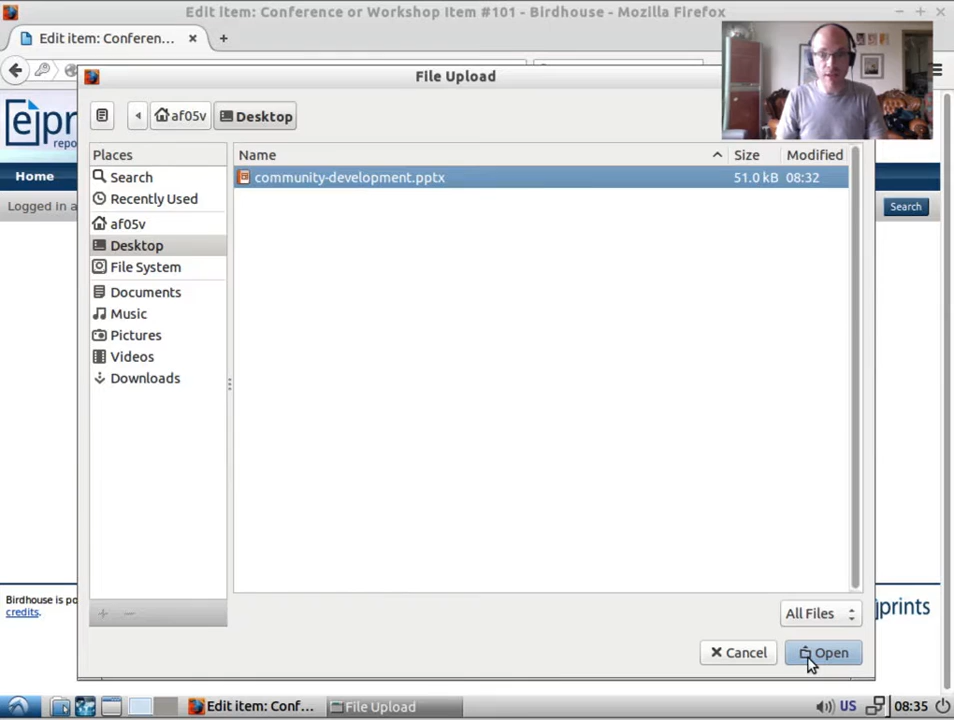 Edit item: Conference or Workshop Item #101 - Birdhouse - Mozilla Firefox
Edit item: Conferen...
File Upload
af05v
Desktop
Places
Name
Size
Modified
Search
community-development.pptx
51.0 kB
08:32
Recently Used
af05v
Desktop
File System
Documents
Music
Pictures
Videos
Downloads
Home
Logged in a
Search
Birdhouse is po
credits.
eprints
All Files
Cancel
Open
Edit item: Conf...
File Upload
US
08:35